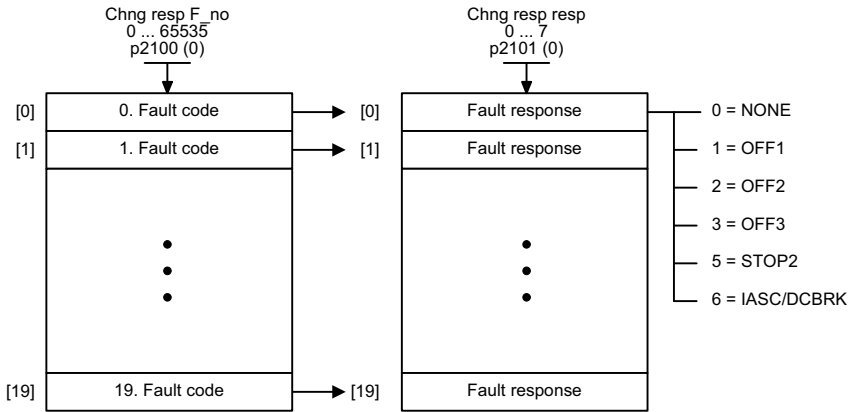 Chng resp F_no
0 ... 65535
p2100 (0)
Chng resp resp
0 ... 7
p2101 (0)
[0] 0. Fault code [0] Fault response 0 = NONE
[1] 1. Fault code [1] Fault response 1 = OFF1
2 = OFF2
3 = OFF3
5 = STOP2
6 = IASC/DCBRK
[19] 19. Fault code [19] Fault response